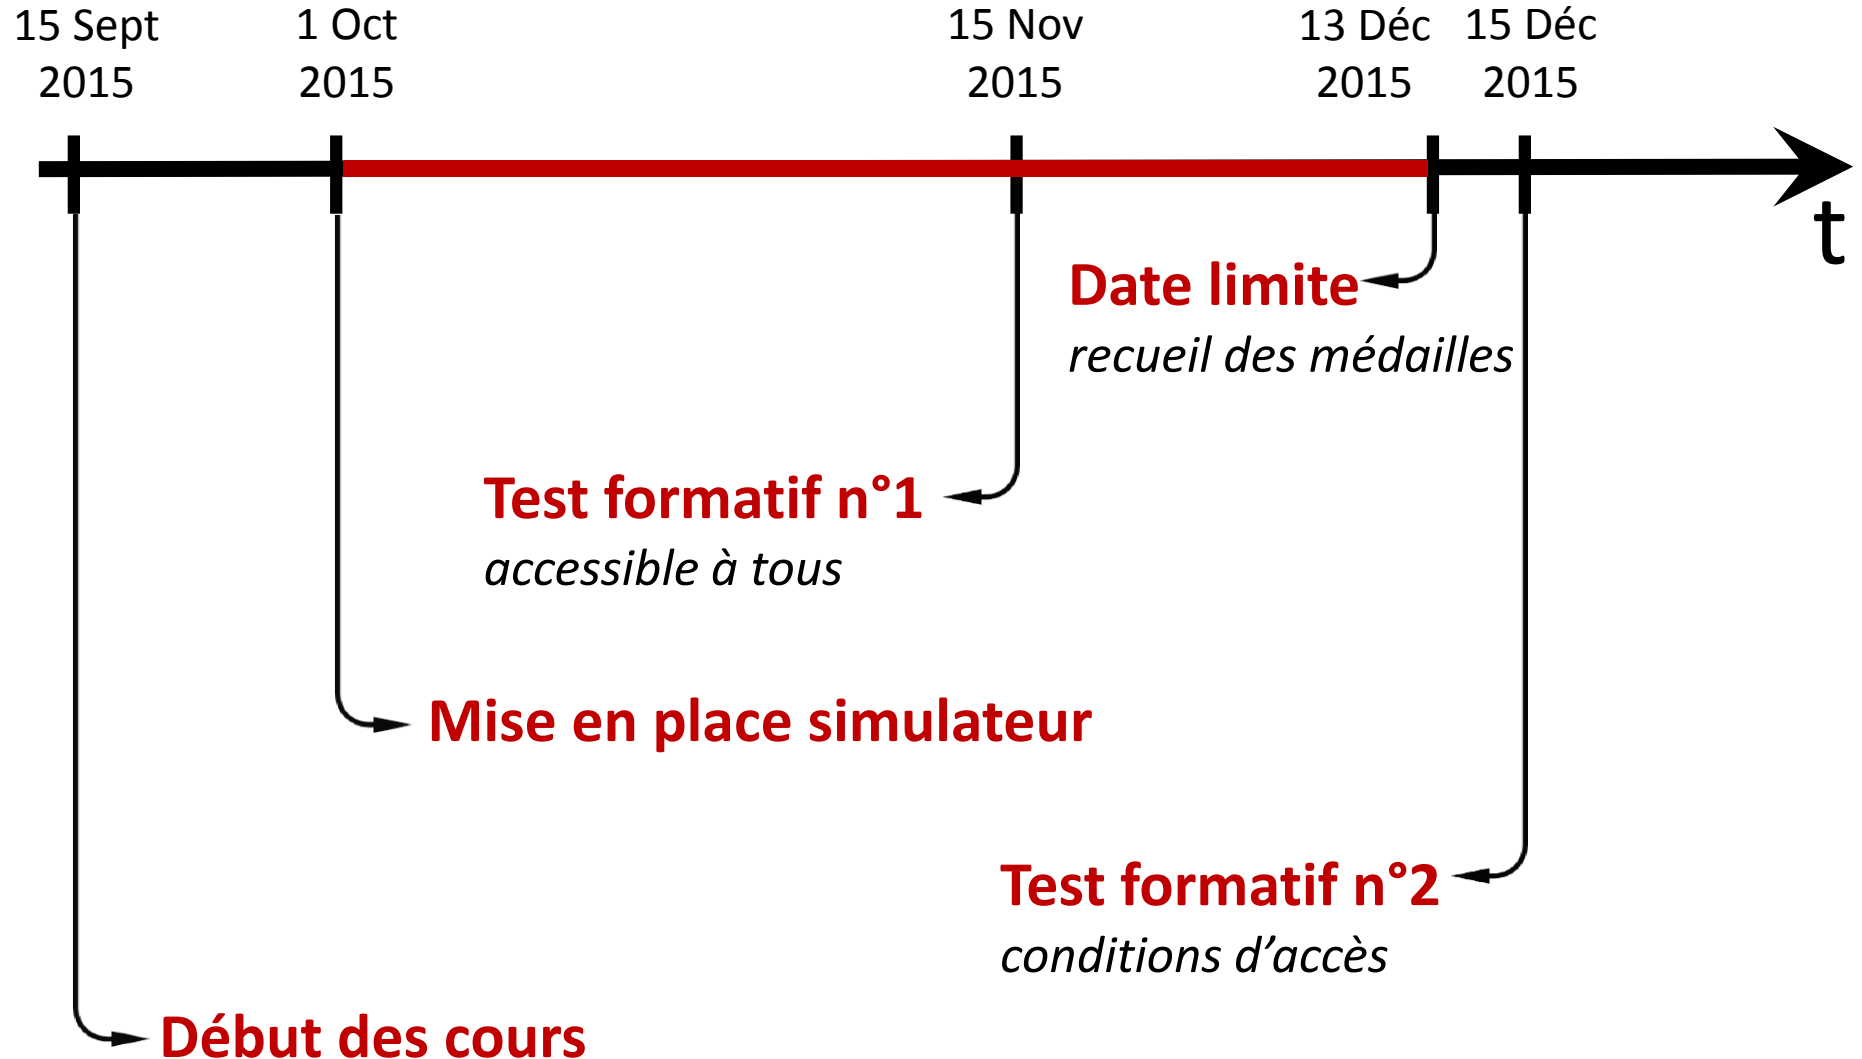 15 Sept
2015
1 Oct
2015
15 Nov
2015
13 Déc
2015
15 Déc
2015
t
Date limite
recueil des médailles
Test formatif n°1
accessible à tous
Mise en place simulateur
Test formatif n°2
conditions d’accès
Début des cours